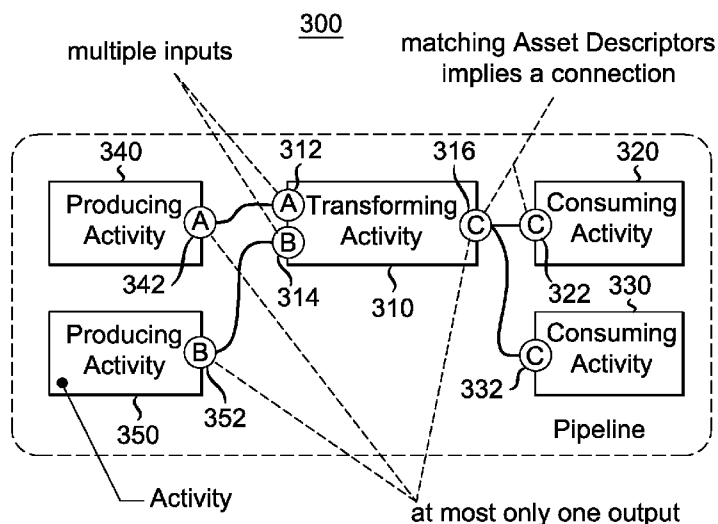 300
multiple inputs
matching Asset Descriptors
implies a connection
340
312
316
320
Producing
Activity
A
A
B
Transforming
Activity
C
C
Consuming
Activity
342
314
310
322
330
Producing
Activity
B
C
Consuming
Activity
350
352
332
Pipeline
Activity
at most only one output